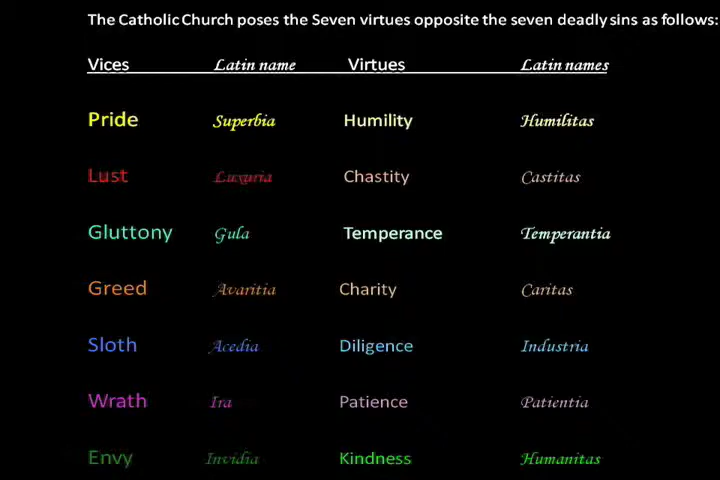 The Catholic Church poses the Seven virtues opposite the seven deadly sins as follows:
Vices Latin name Virtues Latin names
Pride Superbia Humility Humilitas
Lust Luxuria Chastity Castitas
Gluttony Gula Temperance Temperantia
Greed Avaritia Charity Caritas
Sloth Acedia Diligence Industria
Wrath Ira Patience Patientia
Envy Invidia Kindness Humanitas